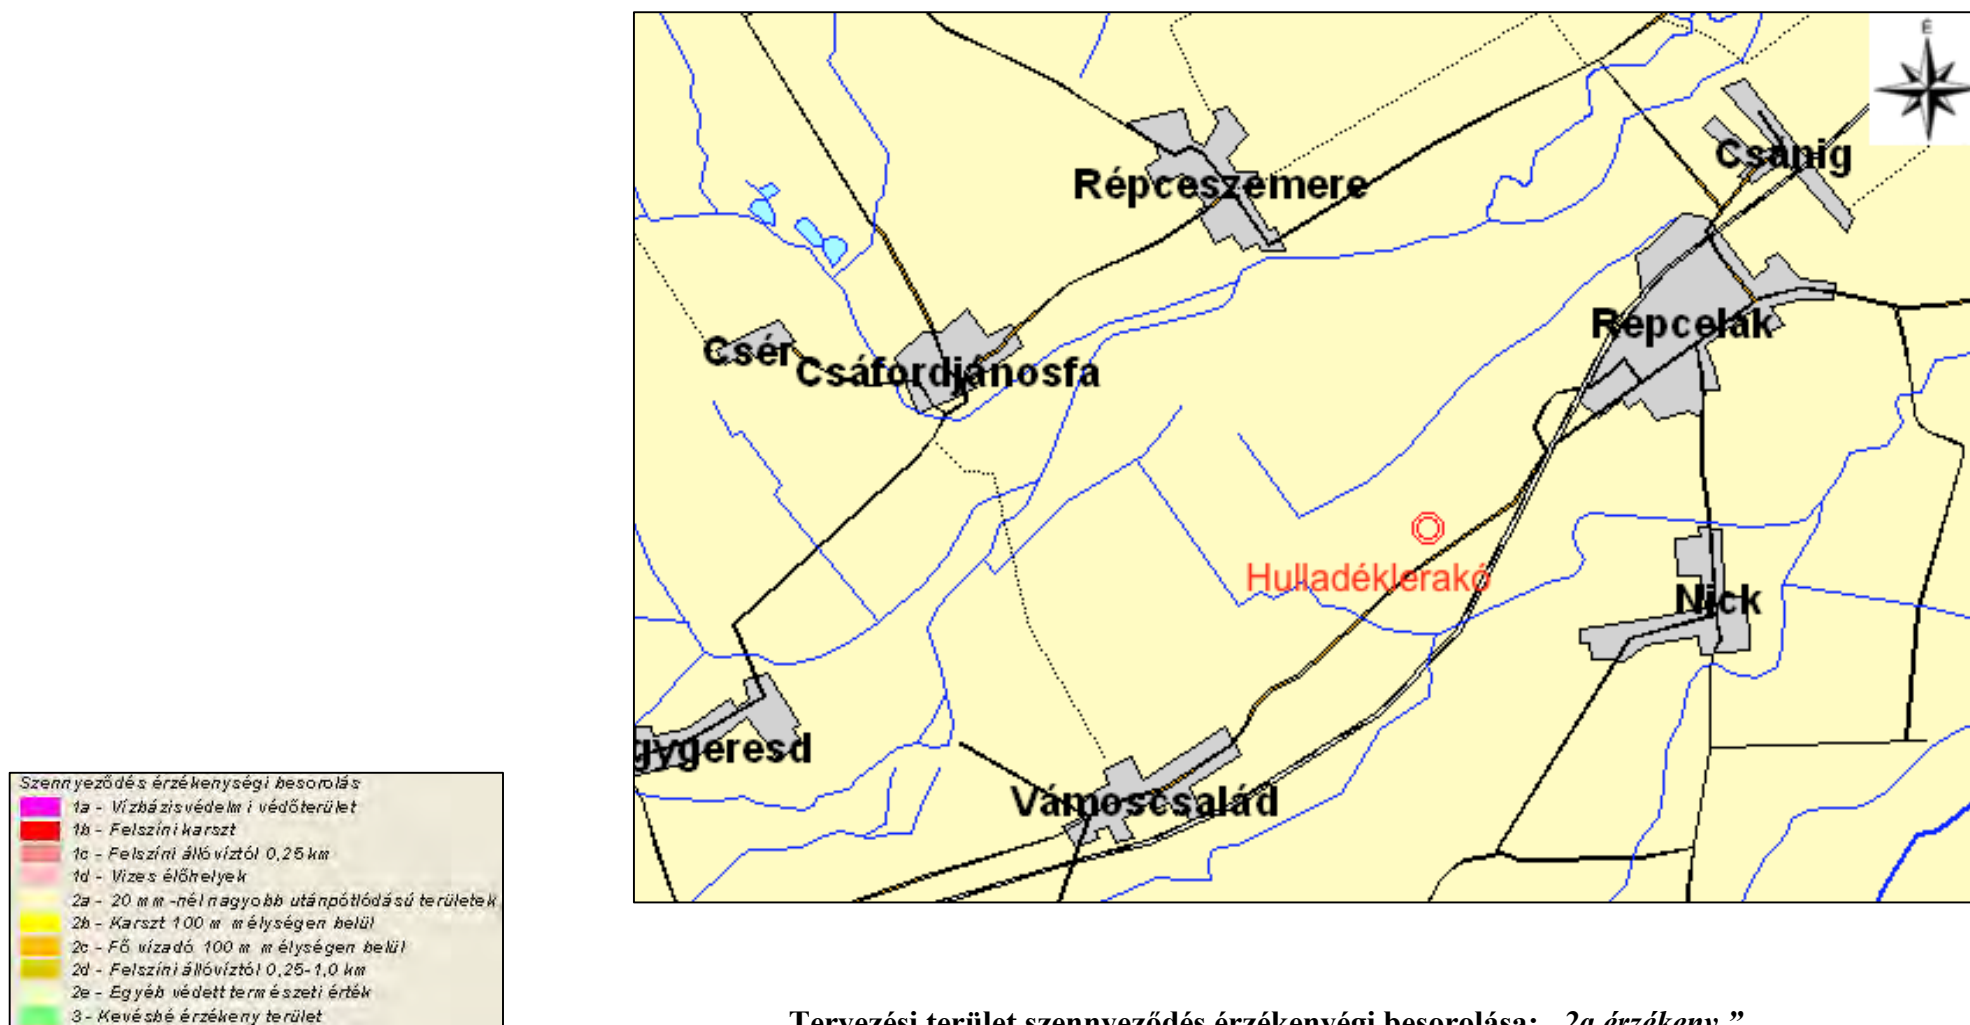 É
Csánig
Répceszemere
Répcelak
Csér
Csáfordjánosfa
Hulladéklerakó
Nick
gygeresd
Vámoscsalád
Szennyeződés érzékenységi besorolás
1a - Vízbázisvédelmi védőterület
1b - Felszíni karszt
1c - Felszíni állóvíztól 0,25 km
1d - Vizes élőhelyek
2a - 20 mm-nél nagyobb utánpótlódású területek
2b - Karszt 100 m mélységen belül
2c - Fő vízadó 100 m mélységen belül
2d - Felszíni állóvíztól 0,25-1,0 km
2e - Egyéb védett természeti érték
3 - Kevésbé érzékeny terület
Tervezési terület szennyeződés érzékenyégi besorolása: „2a érzékeny”